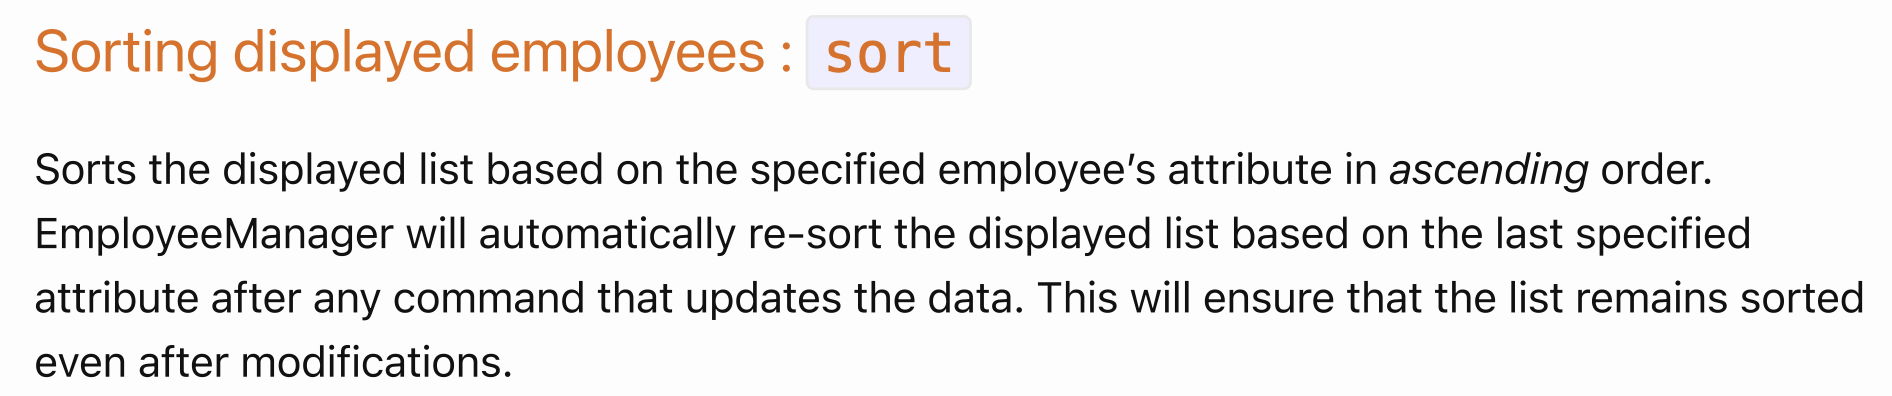 Sorting displayed employees : sort
Sorts the displayed list based on the specified employee’s attribute in ascending order.
EmployeeManager will automatically re-sort the displayed list based on the last specified
attribute after any command that updates the data. This will ensure that the list remains sorted
even after modifications.